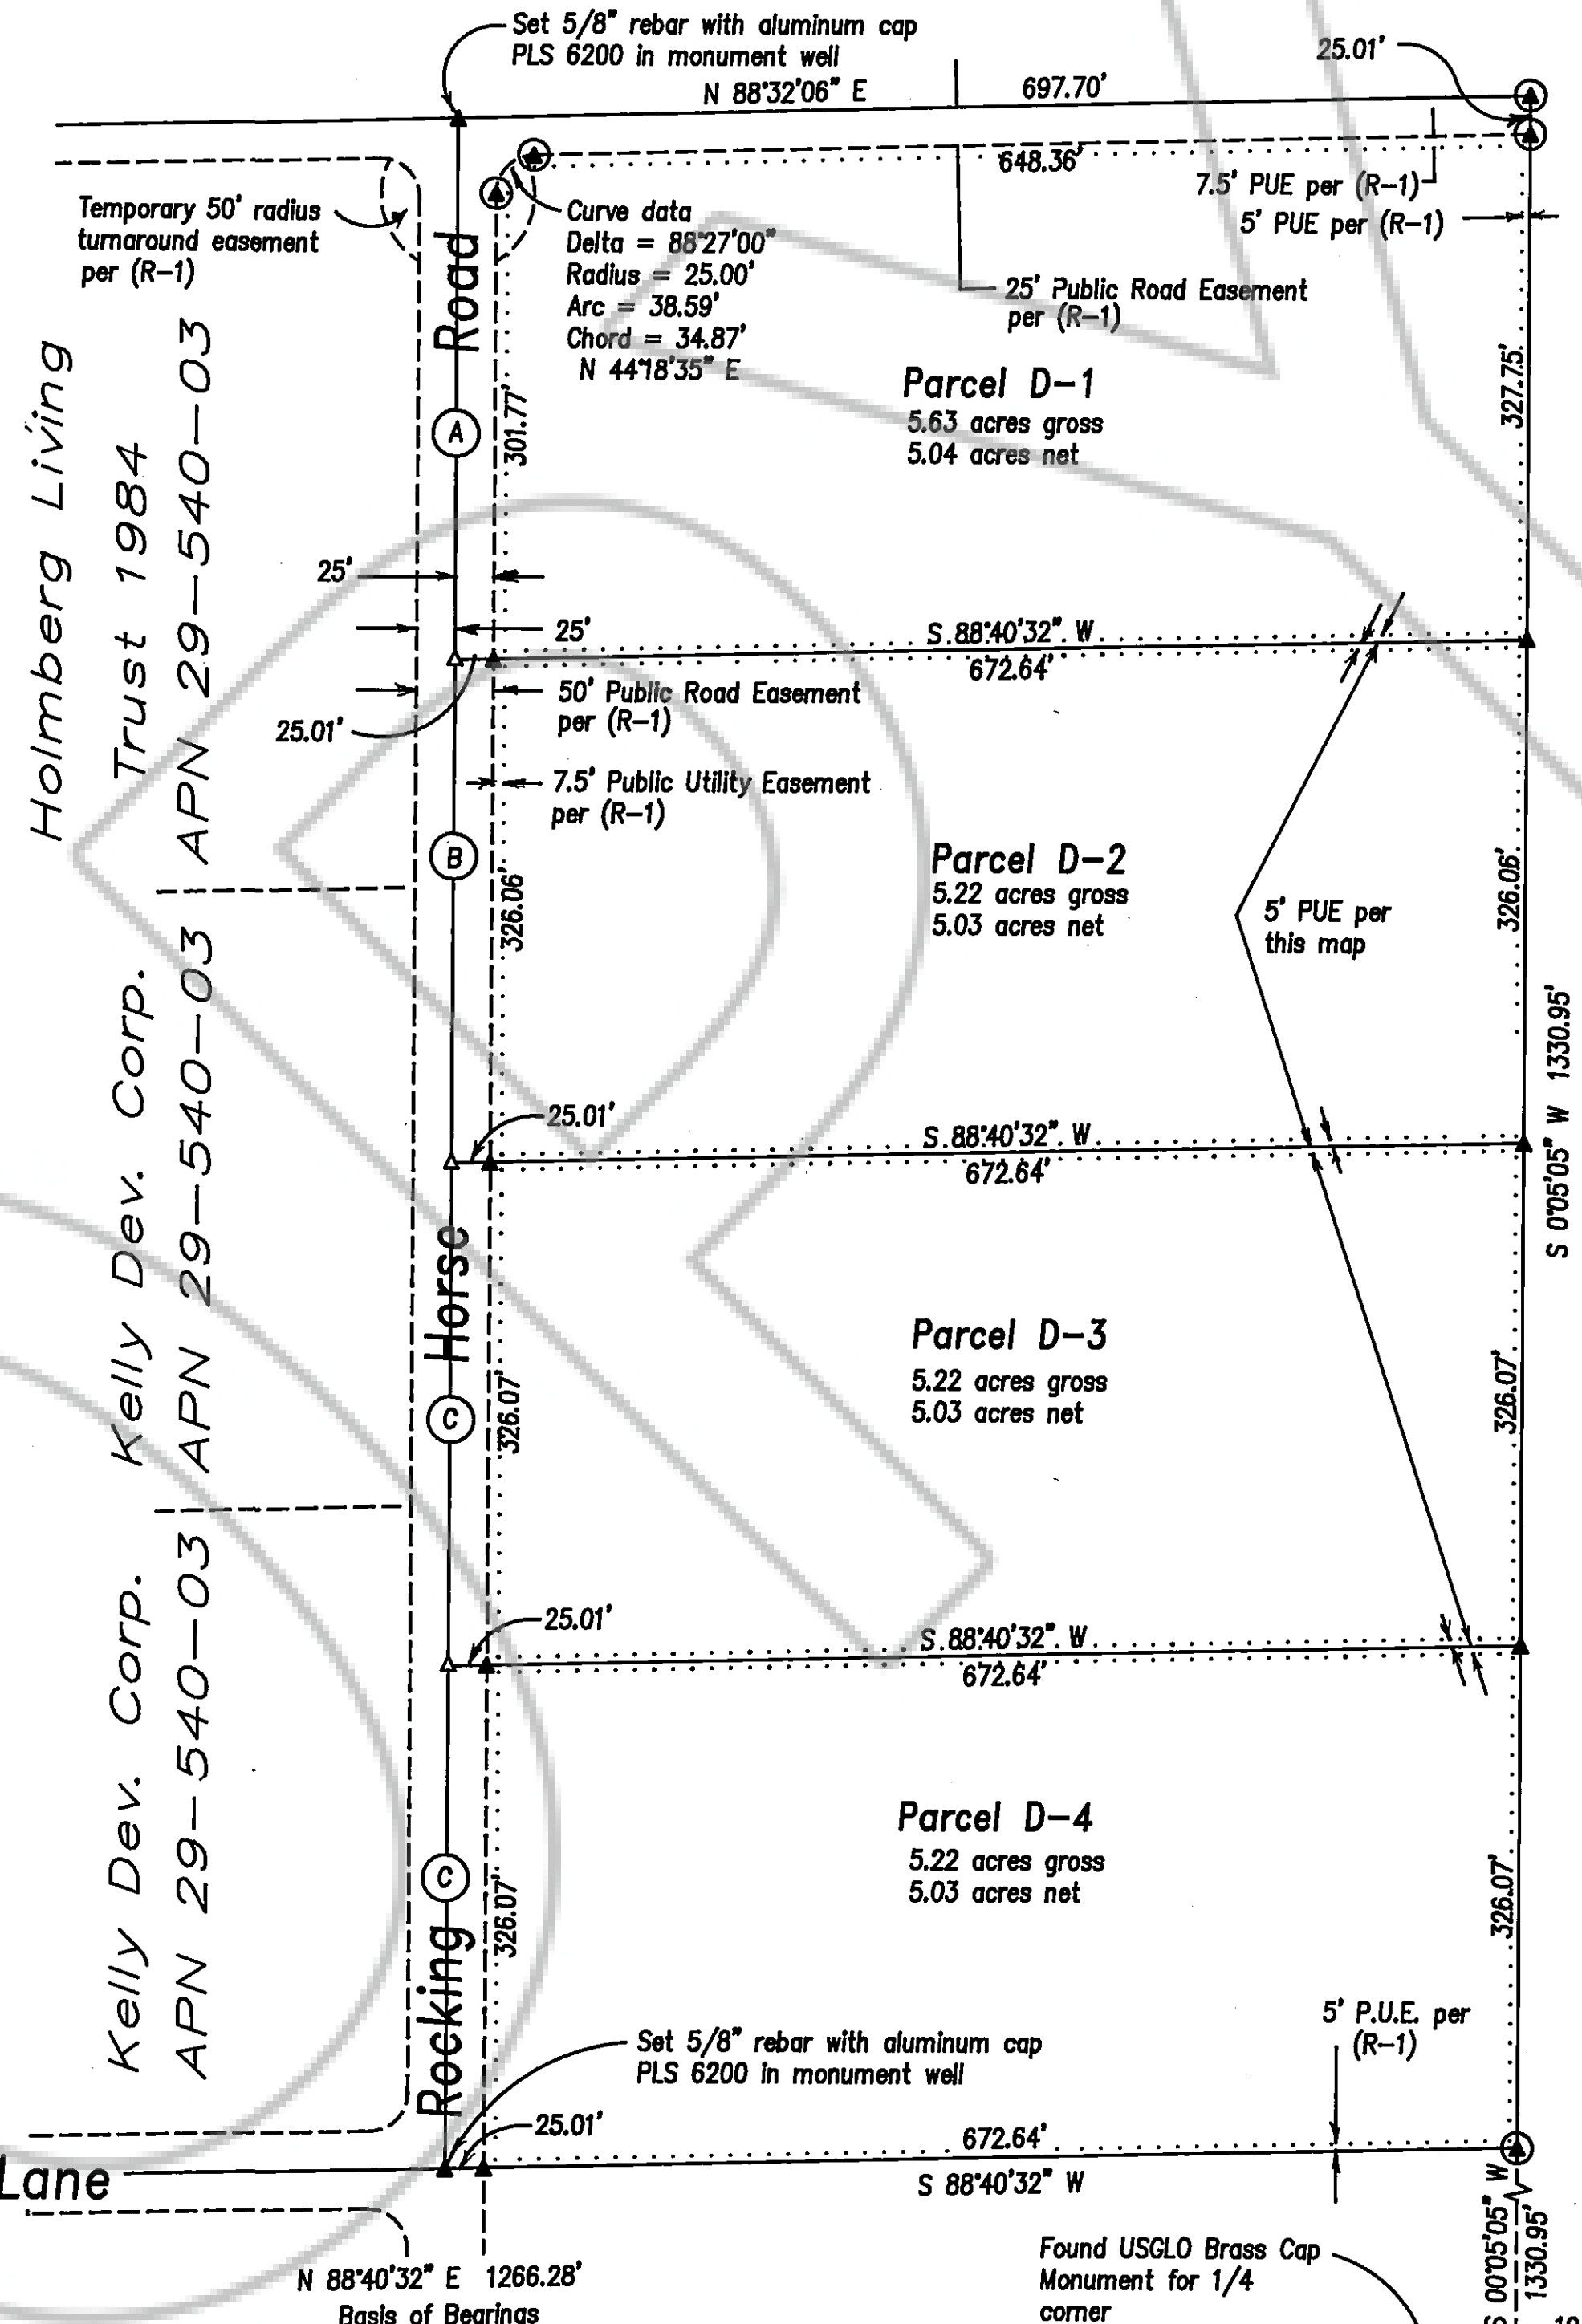 Set 5/8" rebar with aluminum cap
PLS 6200 in monument well
N 88°32'06" E
697.70'
25.01'
648.36'
7.5' PUE per (R-1)
5' PUE per (R-1)
Temporary 50' radius
turnaround easement
per (R-1)
Curve data
Delta = 88°27'00"
Radius = 25.00'
Arc = 38.59'
Chord = 34.87'
N 44°18'35" E
25' Public Road Easement
per (R-1)
Road
Holmberg Living
Trust 1984
APN 29-540-03
A
301.77'
Parcel D-1
5.63 acres gross
5.04 acres net
327.75'
25'
25'
S 88°40'32" W
672.64'
50' Public Road Easement
per (R-1)
25.01'
7.5' Public Utility Easement
per (R-1)
B
326.06'
Parcel D-2
5.22 acres gross
5.03 acres net
5' PUE per
this map
326.06'
Kelly Dev. Corp.
APN 29-540-03
S 0°05'05" W 1330.95'
25.01'
S 88°40'32" W
672.64'
Horse
C
326.07'
Parcel D-3
5.22 acres gross
5.03 acres net
326.07'
25.01'
S 88°40'32" W
672.64'
Kelly Dev. Corp.
APN 29-540-03
Parcel D-4
5.22 acres gross
5.03 acres net
C
326.07'
326.07'
Rocking
Set 5/8" rebar with aluminum cap
PLS 6200 in monument well
5' P.U.E. per
(R-1)
25.01'
672.64'
S 88°40'32" W
Lane
N 88°40'32" E 1266.28'
Basis of Bearings
Found USGLO Brass Cap
Monument for 1/4
corner
S 00°05'05" W
1330.95'